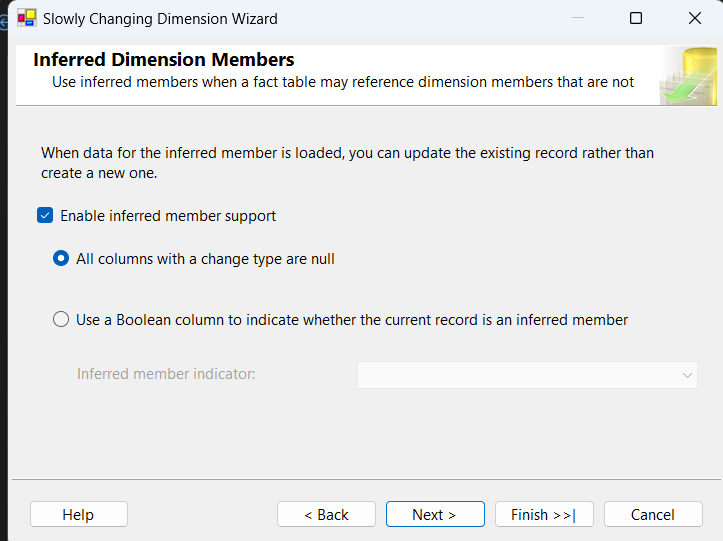 Slowly Changing Dimension Wizard
Inferred Dimension Members
Use inferred members when a fact table may reference dimension members that are not
When data for the inferred member is loaded, you can update the existing record rather than
create a new one.
Enable inferred member support
All columns with a change type are null
Use a Boolean column to indicate whether the current record is an inferred member
Inferred member indicator:
Help
< Back
Next >
Finish >>|
Cancel